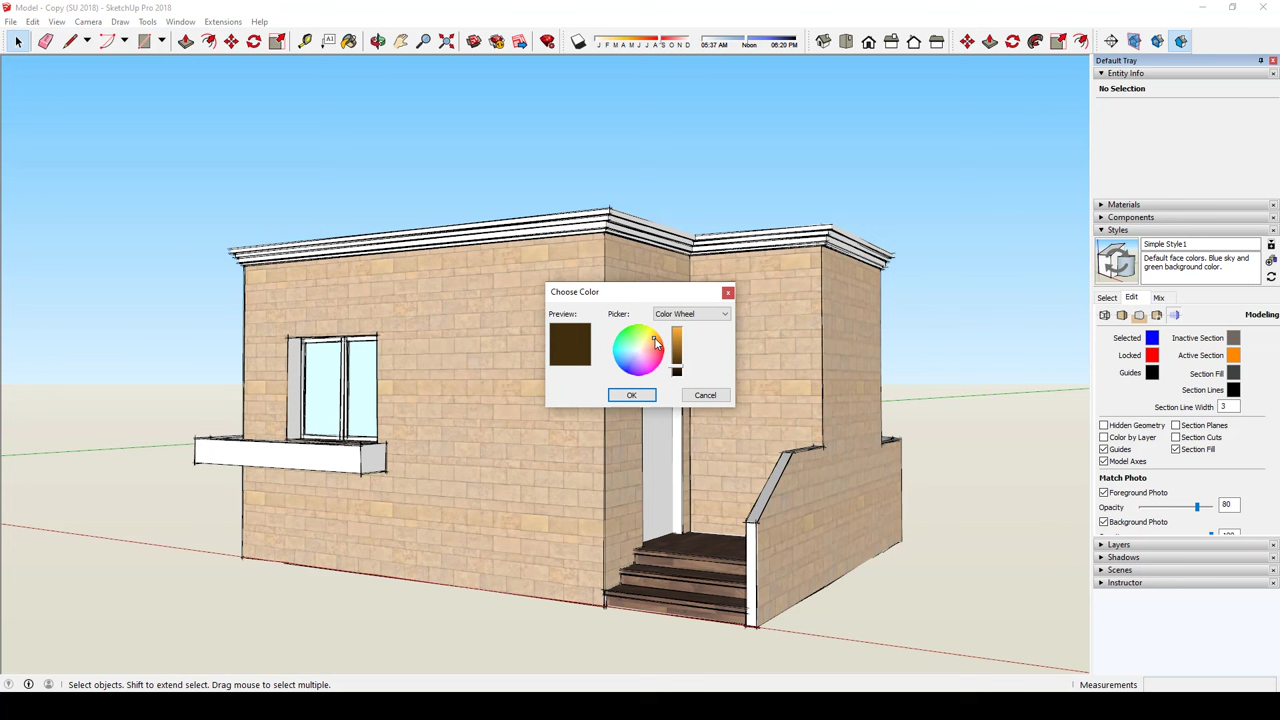 Model - Copy (SU 2018) - SketchUp Pro 2018
File Edit View Camera Draw Tools Window Extensions Help
J F M A M J J A S O N D 05:37 AM Noon 06:20 PM
Default Tray
Entity Info
No Selection
Materials
Components
Styles
Simple Style1
Default face colors. Blue sky and
green background color.
Select Edit Mix
Modeling
Selected Inactive Section
Locked Active Section
Guides Section Fill
Section Lines
Section Line Width 3
Hidden Geometry Section Planes
Color by Layer Section Cuts
Guides Section Fill
Model Axes
Match Photo
Foreground Photo
Opacity 80
Background Photo
Layers
Shadows
Scenes
Instructor
Choose Color
Preview: Picker: Color Wheel
OK Cancel
Select objects. Shift to extend select. Drag mouse to select multiple. Measurements